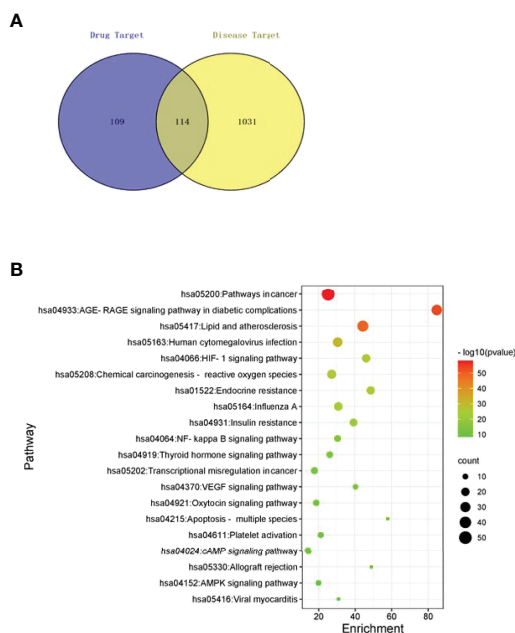 A
Drug Target Disease Target
109 114 1031
B
hsa05200:Pathways in cancer
hsa04933:AGE- RAGE signaling pathway in diabetic complications
hsa05417:Lipid and atherosclerosis
hsa05163:Human cytomegalovirus infection
hsa04066:HIF- 1 signaling pathway
hsa05208:Chemical carcinogenesis - reactive oxygen species
hsa01522:Endocrine resistance
hsa05164:Influenza A
hsa04931:Insulin resistance
hsa04064:NF- kappa B signaling pathway
hsa04919:Thyroid hormone signaling pathway
hsa05202:Transcriptional misregulation in cancer
hsa04370:VEGF signaling pathway
hsa04921:Oxytocin signaling pathway
hsa04215:Apoptosis - multiple species
hsa04611:Platelet activation
hsa04024:cAMP signaling pathway
hsa05330:Allograft rejection
hsa04152:AMPK signaling pathway
hsa05416:Viral myocarditis
Pathway
20 40 60 80
Enrichment
- log10(pvalue)
50
40
30
20
10
count
10
20
30
40
50